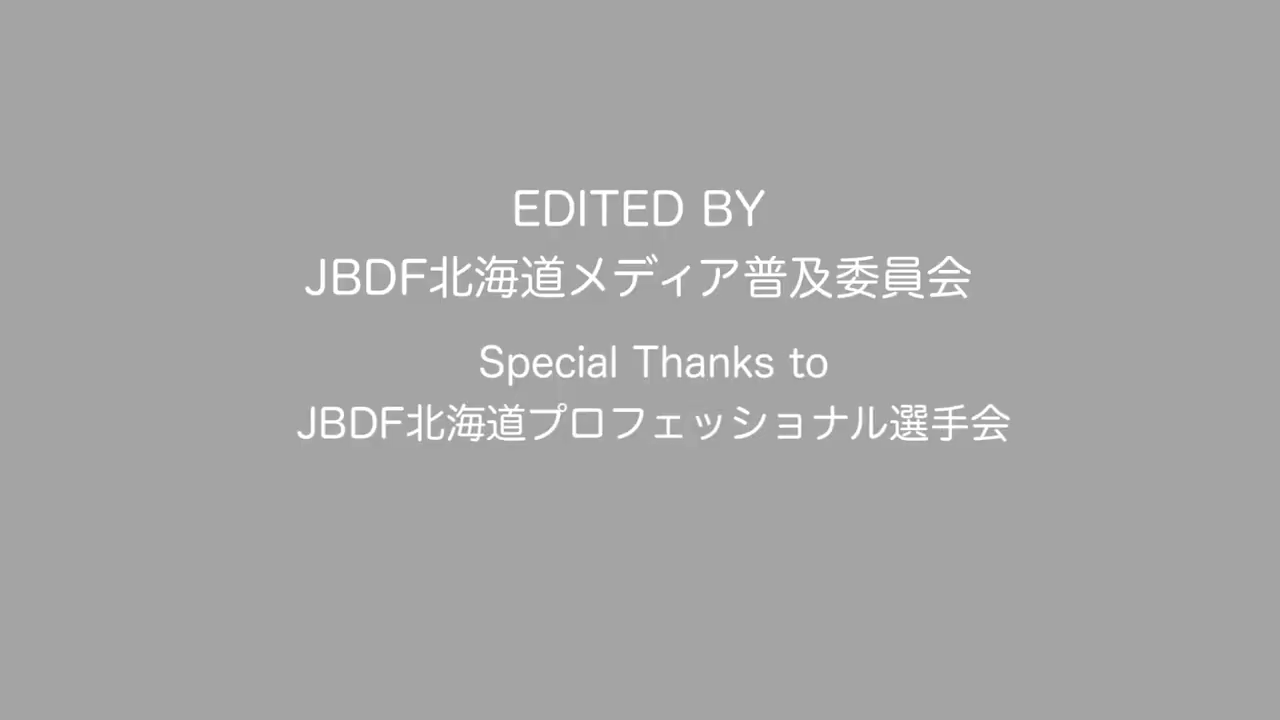 EDITED BY
JBDF北海道メディア普及委員会
Special Thanks to
JBDF北海道プロフェッショナル選手会